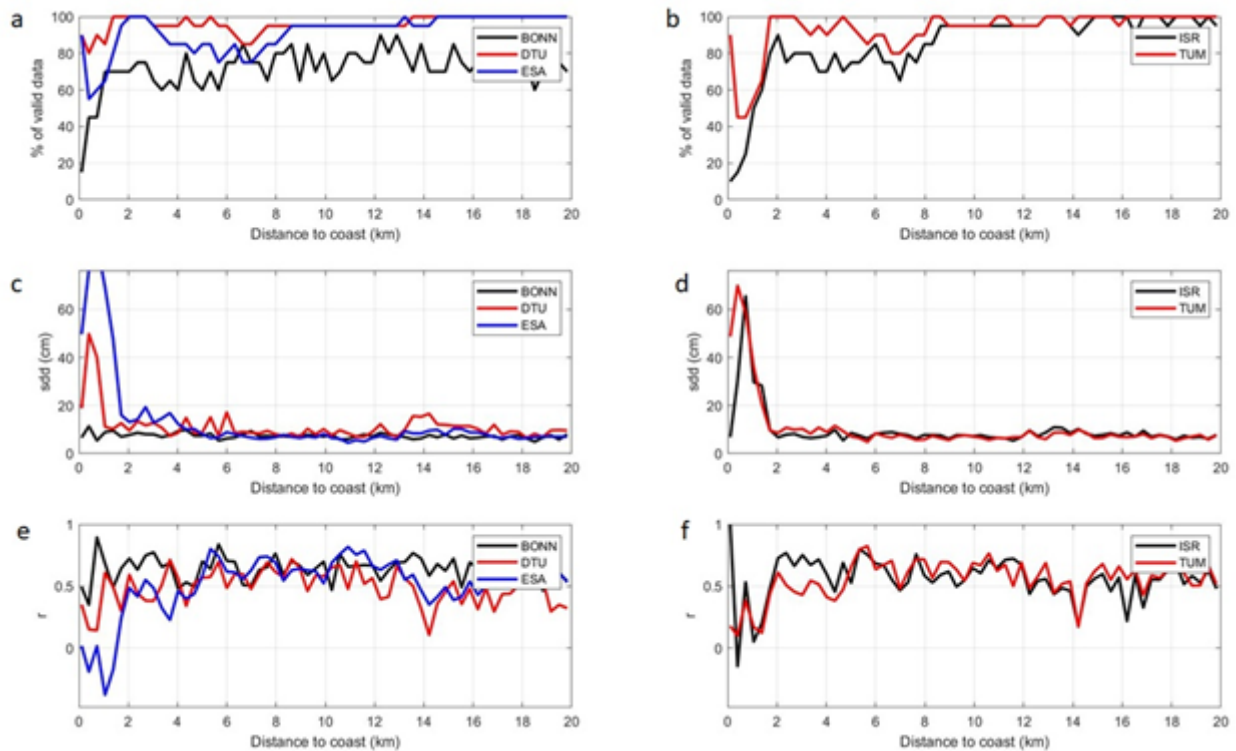 a
% of valid data
100
80
60
40
20
0
BONN
DTU
ESA
0 2 4 6 8 10 12 14 16 18 20
Distance to coast (km)
b
% of valid data
100
80
60
40
20
0
ISR
TUM
0 2 4 6 8 10 12 14 16 18 20
Distance to coast (km)
c
sdd (cm)
60
40
20
0
BONN
DTU
ESA
0 2 4 6 8 10 12 14 16 18 20
Distance to coast (km)
d
sdd (cm)
60
40
20
0
ISR
TUM
0 2 4 6 8 10 12 14 16 18 20
Distance to coast (km)
e
r
1
0.5
0
BONN
DTU
ESA
0 2 4 6 8 10 12 14 16 18 20
Distance to coast (km)
f
r
1
0.5
0
ISR
TUM
0 2 4 6 8 10 12 14 16 18 20
Distance to coast (km)